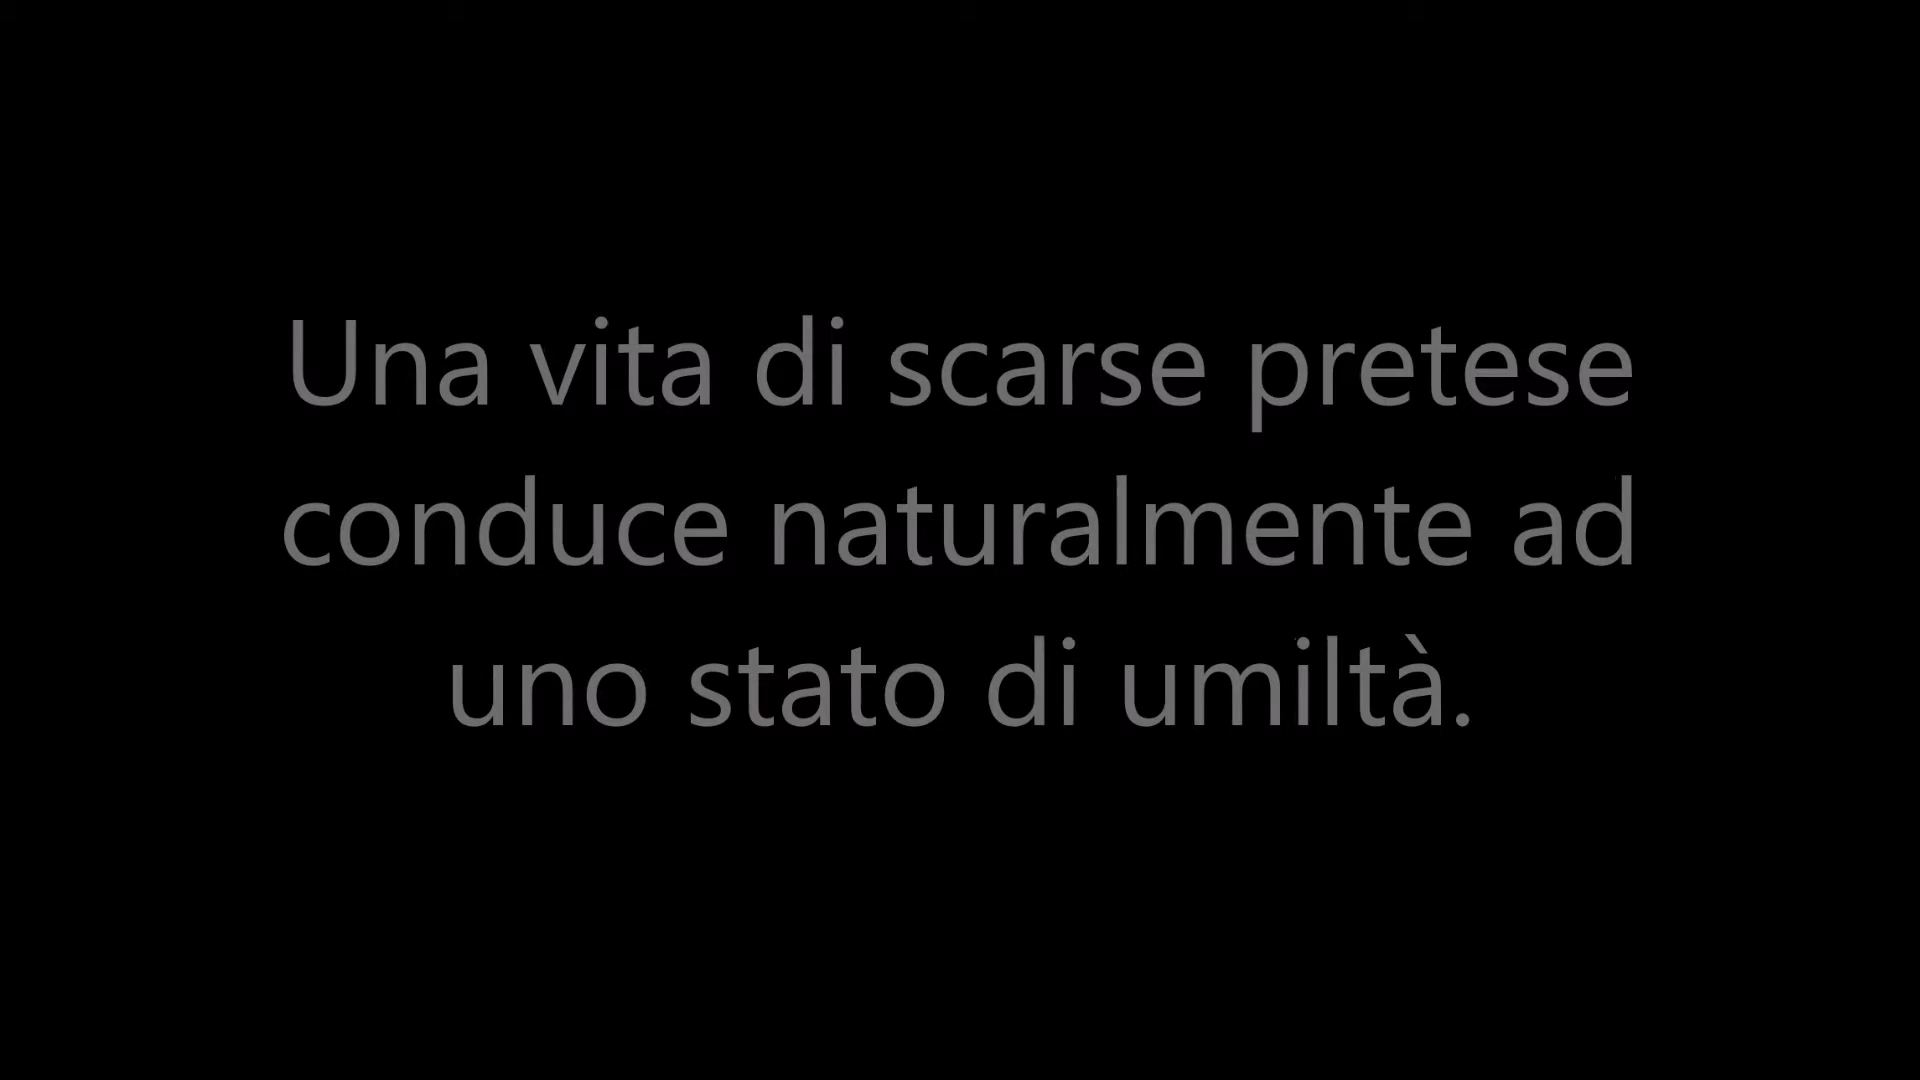 Una vita di scarse pretese
conduce naturalmente ad
uno stato di umiltà.